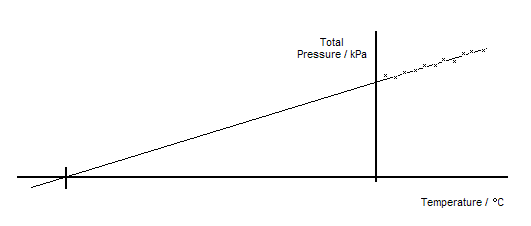 Total
Pressure / kPa
Temperature / °C